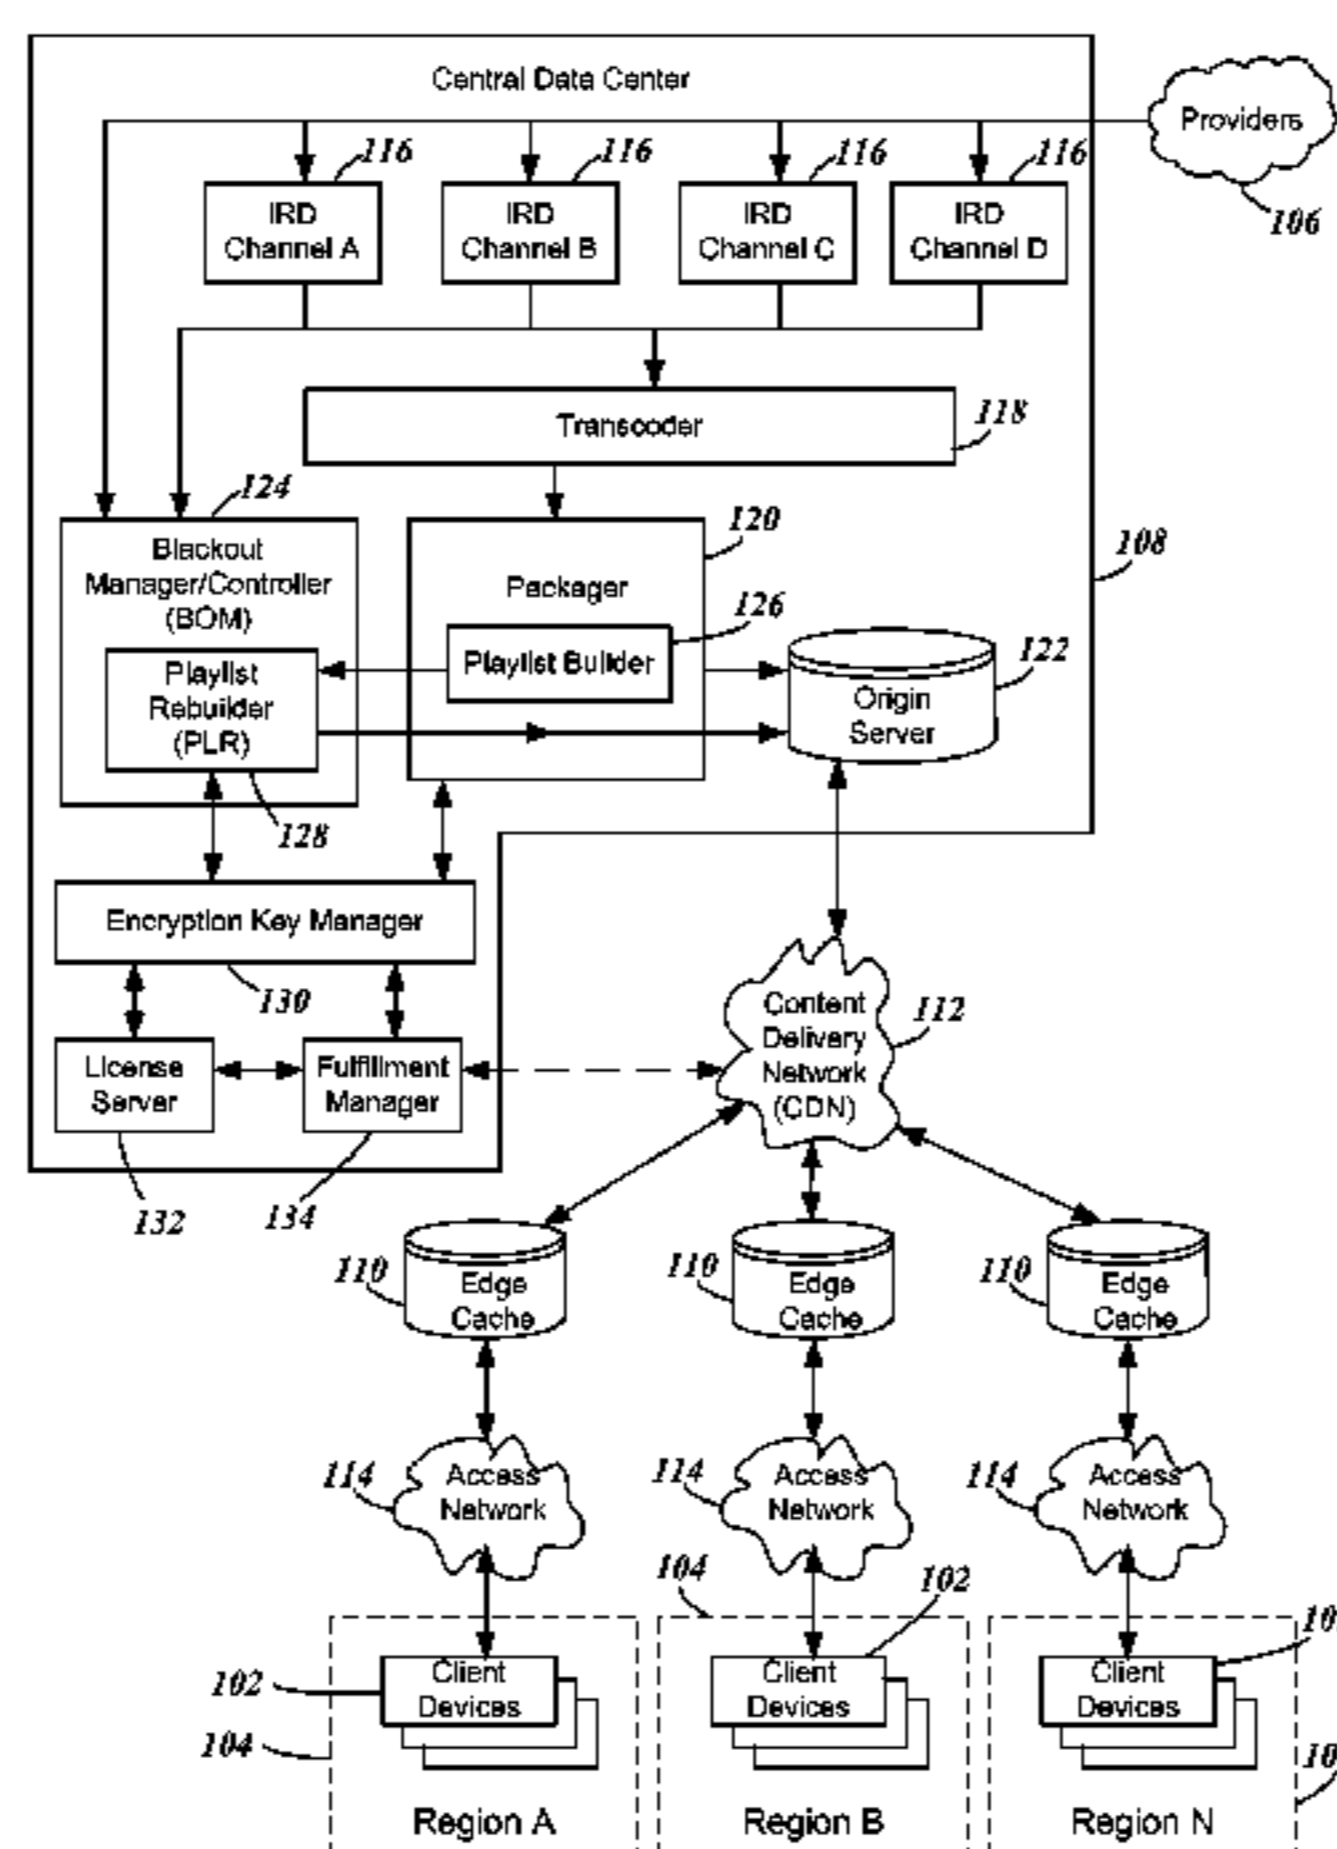 Central Data Center
Providers
106
116
116
116
116
IRD
Channel A
IRD
Channel B
IRD
Channel C
IRD
Channel D
Transcoder
118
124
Blackout
Manager/Controller
(BOM)
Playlist
Rebuilder
(PLR)
128
120
Packager
126
Playlist Builder
108
122
Origin
Server
Encryption Key Manager
130
License
Server
132
Fulfillment
Manager
134
Content
Delivery
Network
(CDN)
112
110
Edge
Cache
110
Edge
Cache
110
Edge
Cache
114
Access
Network
114
Access
Network
114
Access
Network
104
102
102
Client
Devices
104
Region A
Client
Devices
Region B
Client
Devices
Region N